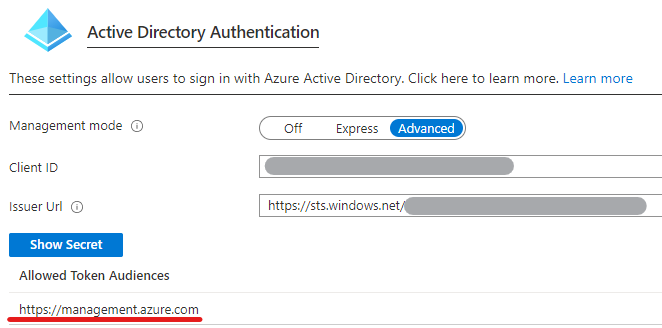 Active Directory Authentication
These settings allow users to sign in with Azure Active Directory. Click here to learn more. Learn more
Management mode
Off Express Advanced
Client ID
Issuer Url https://sts.windows.net/
Show Secret
Allowed Token Audiences
https://management.azure.com